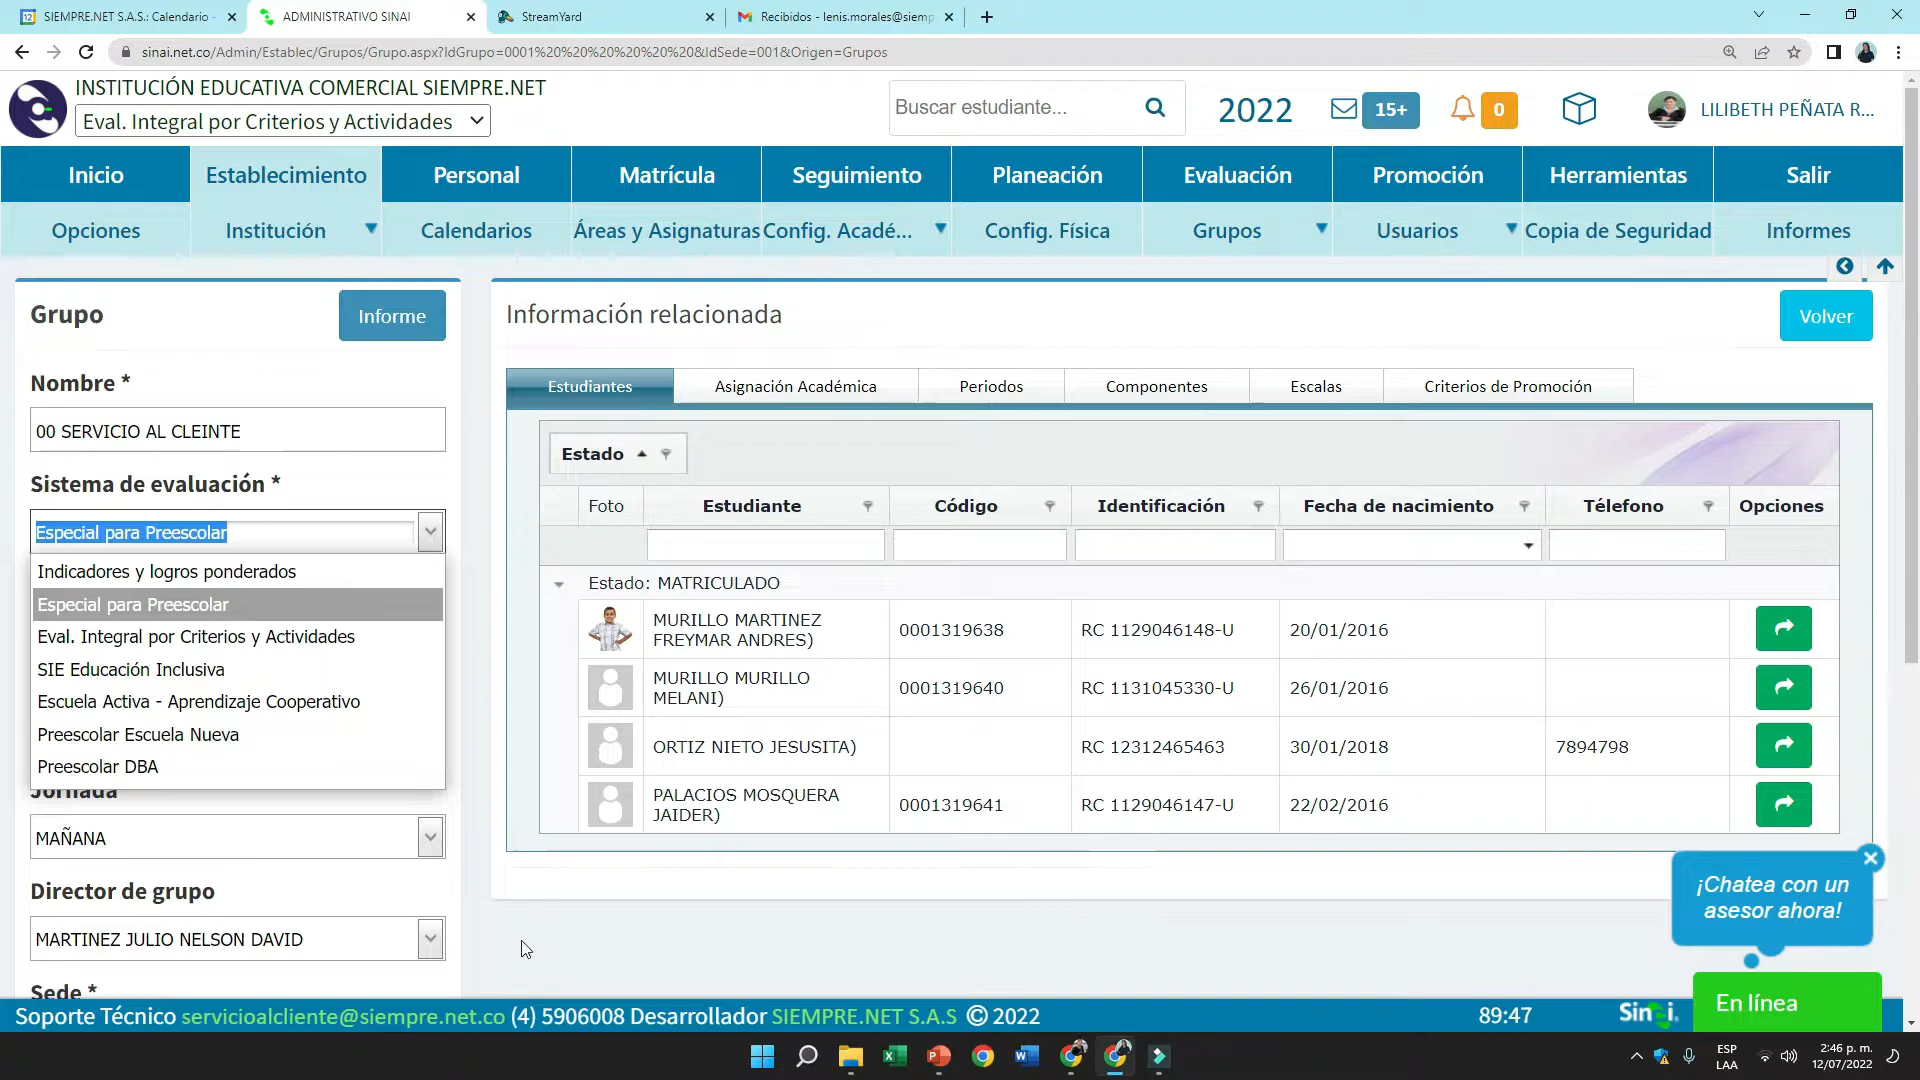 SIEMPRE.NET S.A.S.: Calendario -
ADMINISTRATIVO SINAI
StreamYard
Recibidos - lenis.morales@siemp
sinai.net.co/Admin/Establec/Grupos/Grupo.aspx?IdGrupo=0001%20%20%20%20%20%20&IdSede=001&Origen=Grupos
INSTITUCIÓN EDUCATIVA COMERCIAL SIEMPRE.NET
Eval. Integral por Criterios y Actividades
Buscar estudiante...
2022
15+
0
LILIBETH PEÑATA R...
Inicio
Establecimiento
Personal
Matrícula
Seguimiento
Planeación
Evaluación
Promoción
Herramientas
Salir
Opciones
Institución
Calendarios
Áreas y Asignaturas
Config. Acadé...
Config. Física
Grupos
Usuarios
Copia de Seguridad
Informes
Grupo
Informe
Nombre *
00 SERVICIO AL CLEINTE
Sistema de evaluación *
Especial para Preescolar
Indicadores y logros ponderados
Especial para Preescolar
Eval. Integral por Criterios y Actividades
SIE Educación Inclusiva
Escuela Activa - Aprendizaje Cooperativo
Preescolar Escuela Nueva
Preescolar DBA
Jornada
MAÑANA
Director de grupo
MARTINEZ JULIO NELSON DAVID
Sede *
Información relacionada
Volver
Estudiantes
Asignación Académica
Periodos
Componentes
Escalas
Criterios de Promoción
Estado
Foto
Estudiante
Código
Identificación
Fecha de nacimiento
Télefono
Opciones
Estado: MATRICULADO
MURILLO MARTINEZ
FREYMAR ANDRES)
0001319638
RC 1129046148-U
20/01/2016
MURILLO MURILLO
MELANI)
0001319640
RC 1131045330-U
26/01/2016
ORTIZ NIETO JESUSITA)
RC 12312465463
30/01/2018
7894798
PALACIOS MOSQUERA
JAIDER)
0001319641
RC 1129046147-U
22/02/2016
¡Chatea con un
asesor ahora!
En línea
Soporte Técnico servicioalcliente@siempre.net.co (4) 5906008 Desarrollador SIEMPRE.NET S.A.S © 2022
89:47
Sinai.
ESP
LAA
2:46 p. m.
12/07/2022